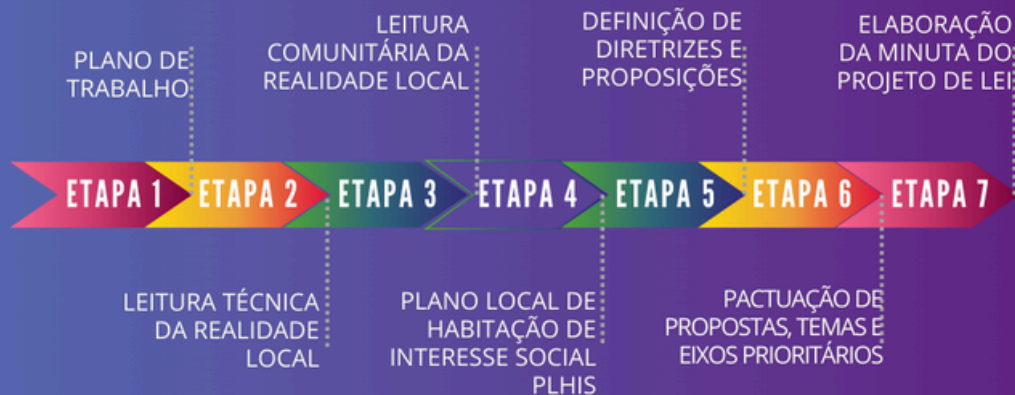 PLANO DE
TRABALHO
LEITURA
COMUNITÁRIA DA
REALIDADE LOCAL
DEFINIÇÃO DE
DIRETRIZES E
PROPOSIÇÕES
ELABORAÇÃO
DA MINUTA DO
PROJETO DE LEI
ETAPA 1
ETAPA 2
ETAPA 3
ETAPA 4
ETAPA 5
ETAPA 6
ETAPA 7
LEITURA TÉCNICA
DA REALIDADE
LOCAL
PLANO LOCAL DE
HABITAÇÃO DE
INTERESSE SOCIAL
PLHIS
PACTUAÇÃO DE
PROPOSTAS, TEMAS E
EIXOS PRIORITÁRIOS